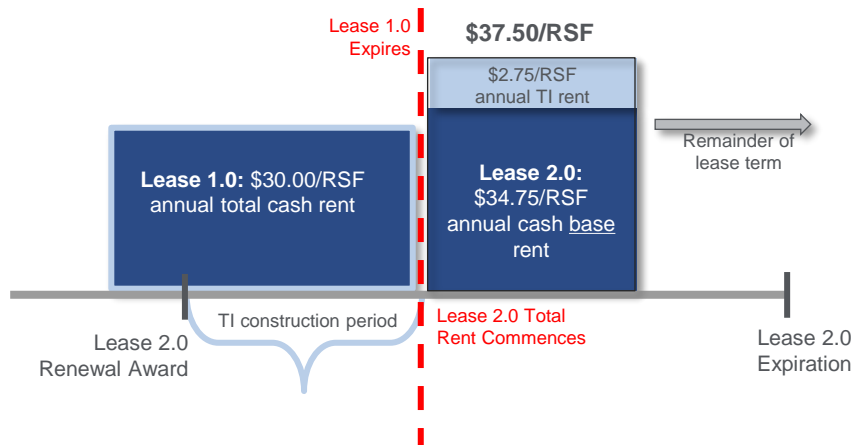 Lease 1.0
Expires
$37.50/RSF
$2.75/RSF
annual TI rent
Lease 1.0: $30.00/RSF
annual total cash rent
Lease 2.0:
$34.75/RSF
annual cash base
rent
Remainder of
lease term
TI construction period
Lease 2.0
Renewal Award
Lease 2.0 Total
Rent Commences
Lease 2.0
Expiration